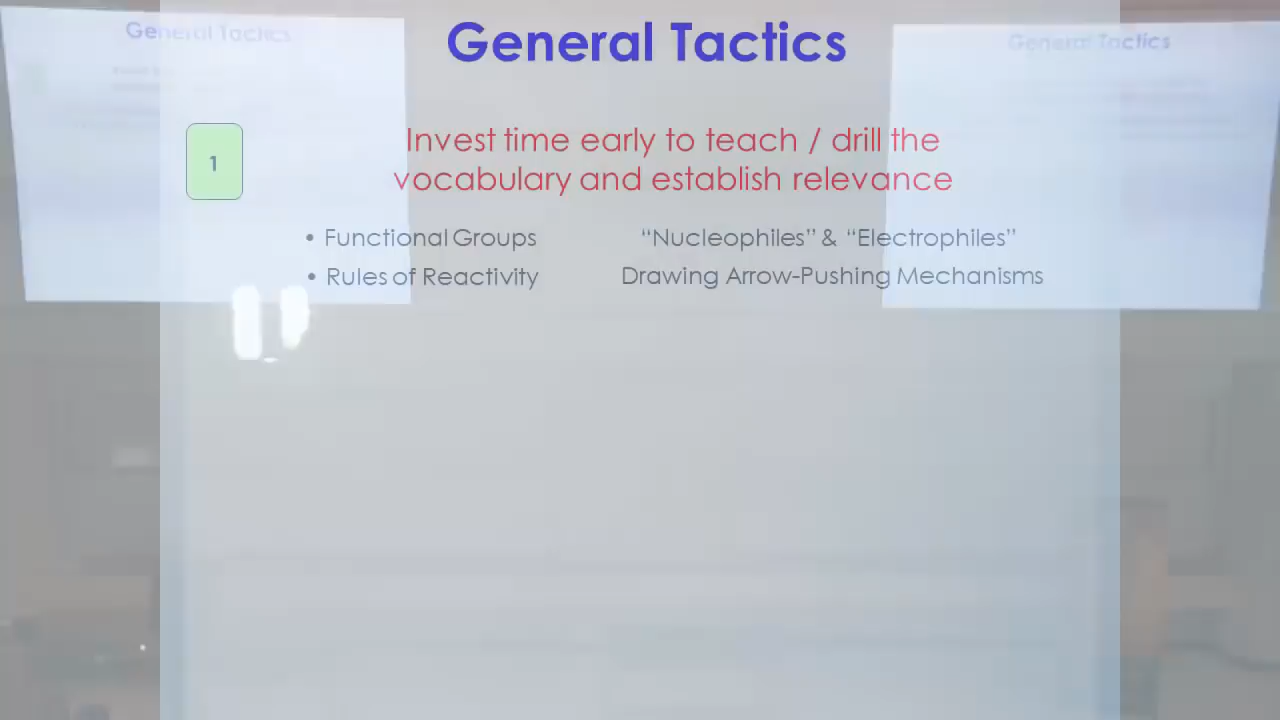 General Tactics
General Tactics
General Tactics
1
Invest time early to teach / drill the
vocabulary and establish relevance
• Functional Groups
“Nucleophiles” & “Electrophiles”
• Rules of Reactivity
Drawing Arrow-Pushing Mechanisms